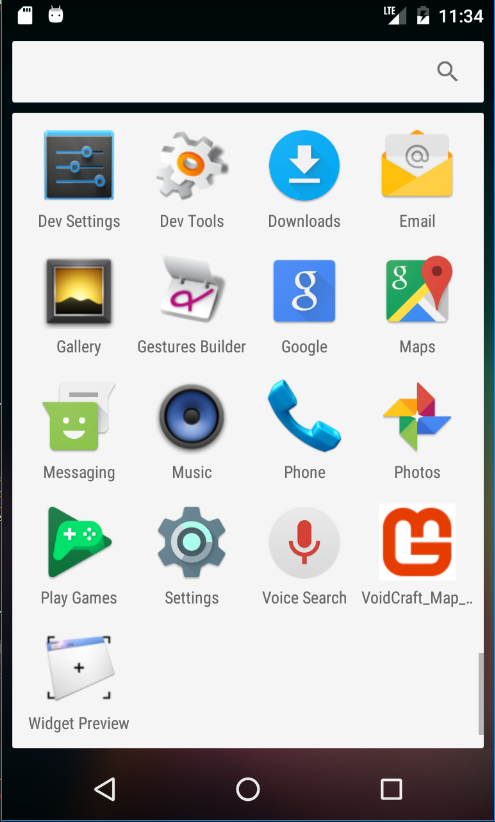 LTE 11:34
Dev Settings Dev Tools Downloads Email
Gallery Gestures Builder Google Maps
Messaging Music Phone Photos
Play Games Settings Voice Search VoidCraft_Map_..
Widget Preview